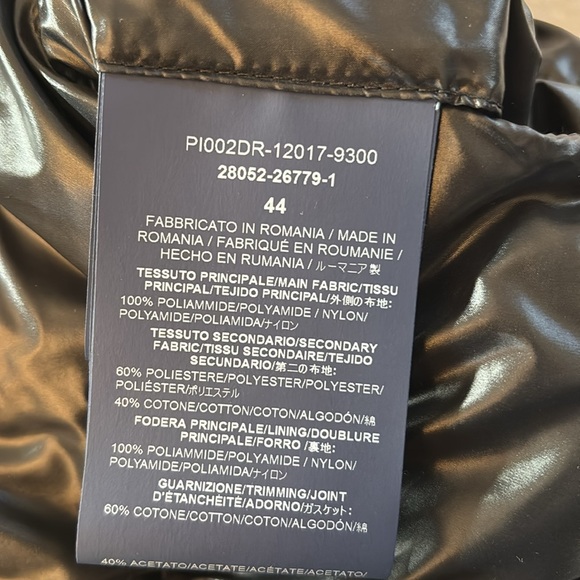 PI002DR-12017-9300
28052-26779-1
44
FABBRICATO IN ROMANIA / MADE IN
ROMANIA / FABRIQUÉ EN ROUMANIE /
HECHO EN RUMANIA / ルーマニア製
TESSUTO PRINCIPALE/MAIN FABRIC/TISSU
PRINCIPAL/TEJIDO PRINCIPAL/外側の布地:
100% POLIAMMIDE/POLYAMIDE / NYLON/
POLYAMIDE/POLIAMIDA/ナイロン
TESSUTO SECONDARIO/SECONDARY
FABRIC/TISSU SECONDAIRE/TEJIDO
SECUNDARIO/第二の布地:
60% POLIESTERE/POLYESTER/POLYESTER/
POLIÉSTER/ポリエステル
40% COTONE/COTTON/COTON/ALGODÓN/綿
FODERA PRINCIPALE/LINING/DOUBLURE
PRINCIPALE/FORRO /裏地:
100% POLIAMMIDE/POLYAMIDE / NYLON/
POLYAMIDE/POLIAMIDA/ナイロン
GUARNIZIONE/TRIMMING/JOINT
D'ÉTANCHÉITÉ/ADORNO/ガスケット:
60% COTONE/COTTON/COTON/ALGODÓN/綿
40% ACETATO/ACETATE/ACÉTATE/ACETATO/